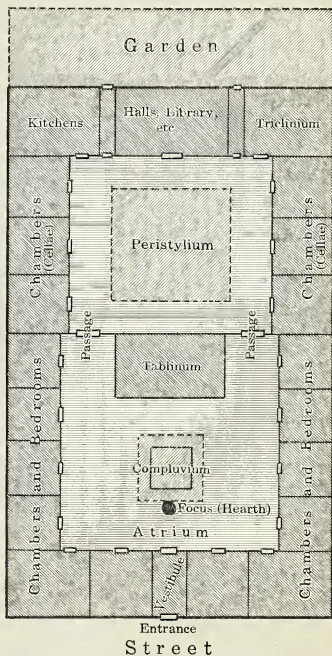 Garden
Kitchens
Halls, Library,
etc
Triclinium
Chambers
(Cellae)
Peristylium
Chambers
(Cellae)
Passage
Passage
Tablinum
Chambers and Bedrooms
Compluvium
Chambers and Bedrooms
Focus (Hearth)
Atrium
Vestibule
Entrance
Street